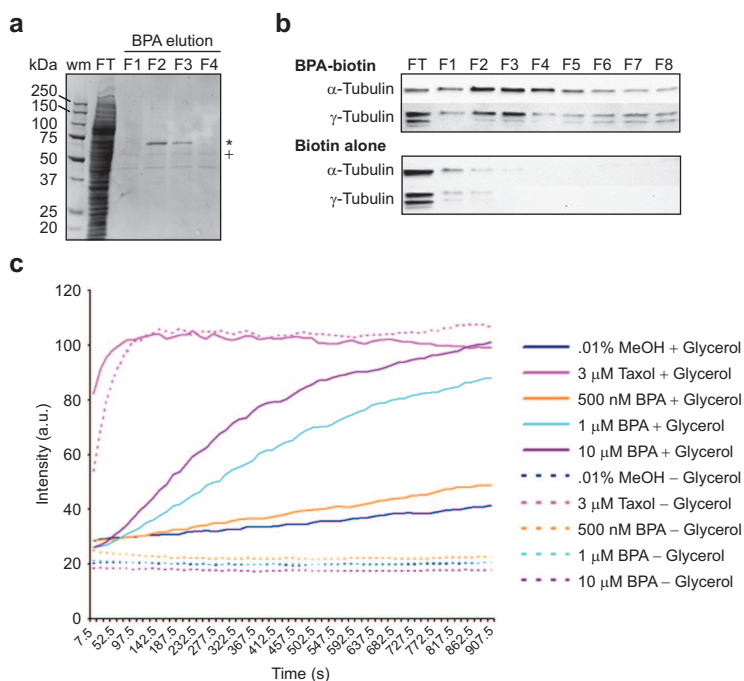 a
BPA elution
kDa wm FT F1 F2 F3 F4
250
150
100
75
50
37
25
20
*
+
b
BPA-biotin FT F1 F2 F3 F4 F5 F6 F7 F8
α-Tubulin
γ-Tubulin
Biotin alone
α-Tubulin
γ-Tubulin
c
120
100
80
60
40
20
0
Intensity (a.u.)
7.5 52.5 97.5 142.5 187.5 232.5 277.5 322.5 367.5 412.5 457.5 502.5 547.5 592.5 637.5 682.5 727.5 772.5 817.5 862.5 907.5
Time (s)
.01% MeOH + Glycerol
3 μM Taxol + Glycerol
500 nM BPA + Glycerol
1 μM BPA + Glycerol
10 μM BPA + Glycerol
.01% MeOH – Glycerol
3 μM Taxol – Glycerol
500 nM BPA – Glycerol
1 μM BPA – Glycerol
10 μM BPA – Glycerol